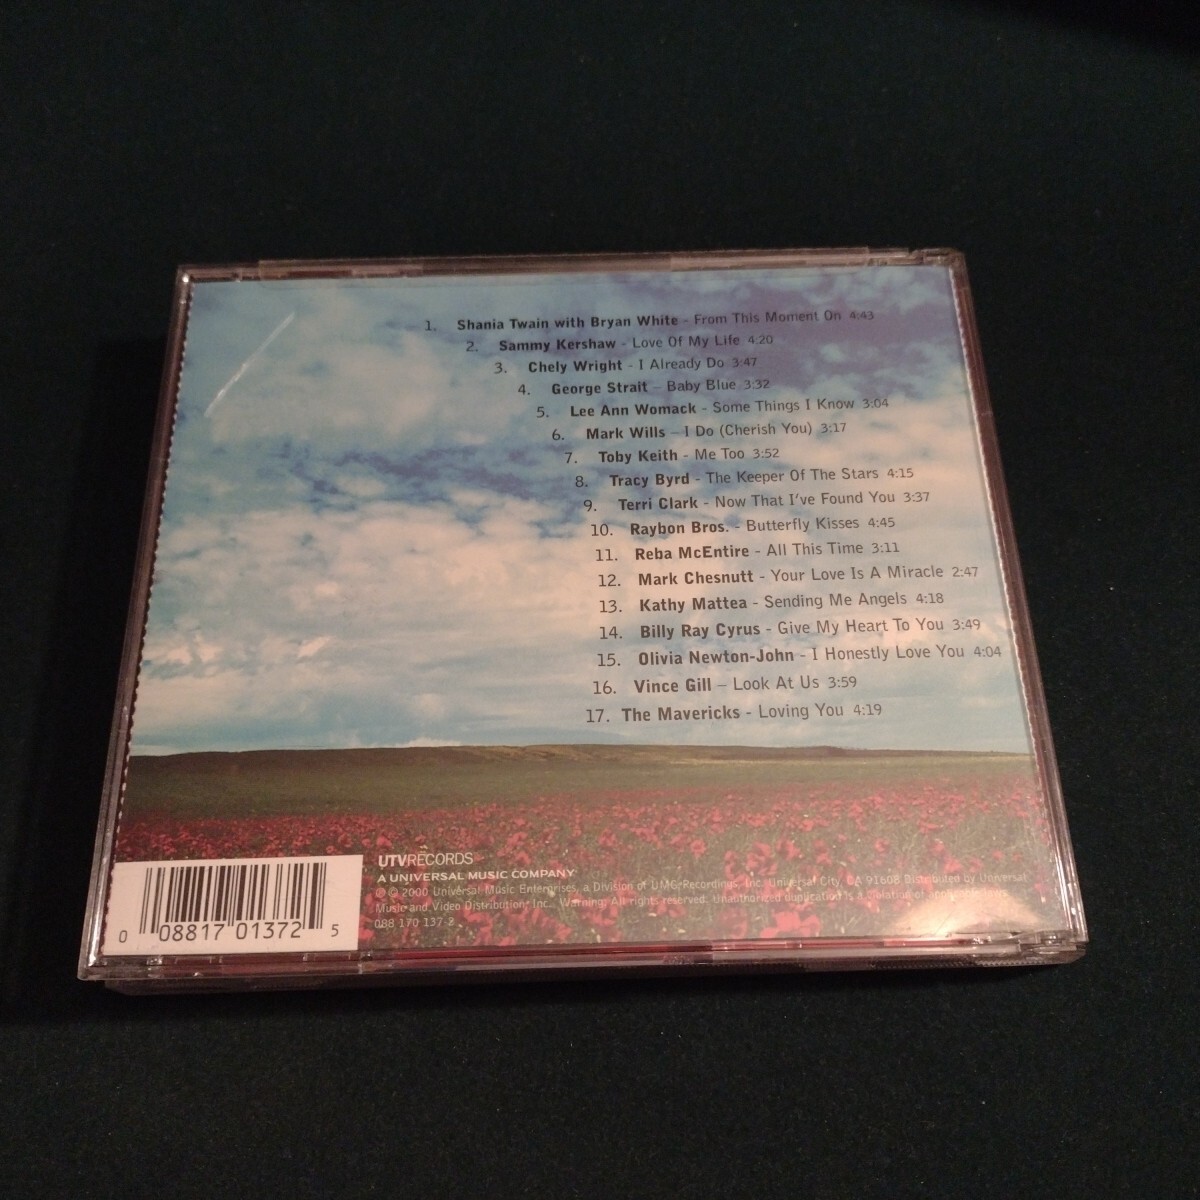 1. Shania Twain with Bryan White - From This Moment On 4:43
2. Sammy Kershaw - Love Of My Life 4:20
3. Chely Wright - I Already Do 3:47
4. George Strait – Baby Blue 3:32
5. Lee Ann Womack - Some Things I Know 3:04
6. Mark Wills – I Do (Cherish You) 3:17
7. Toby Keith - Me Too 3:52
8. Tracy Byrd - The Keeper Of The Stars 4:15
9. Terri Clark - Now That I've Found You 3:37
10. Raybon Bros. - Butterfly Kisses 4:45
11. Reba McEntire - All This Time 3:11
12. Mark Chesnutt - Your Love Is A Miracle 2:47
13. Kathy Mattea - Sending Me Angels 4:18
14. Billy Ray Cyrus - Give My Heart To You 3:49
15. Olivia Newton-John - I Honestly Love You 4:04
16. Vince Gill – Look At Us 3:59
17. The Mavericks - Loving You 4:19
UTVRECORDS
A UNIVERSAL MUSIC COMPANY
℗ © 2000 Universal Music Enterprises, a Division of UMG Recordings, Inc. Universal City, CA 91608 Distributed by Universal
Music and Video Distribution, Inc. Warning: All rights reserved. Unauthorized duplication is a violation of applicable laws.
088 170 137-2
0 08817 01372 5